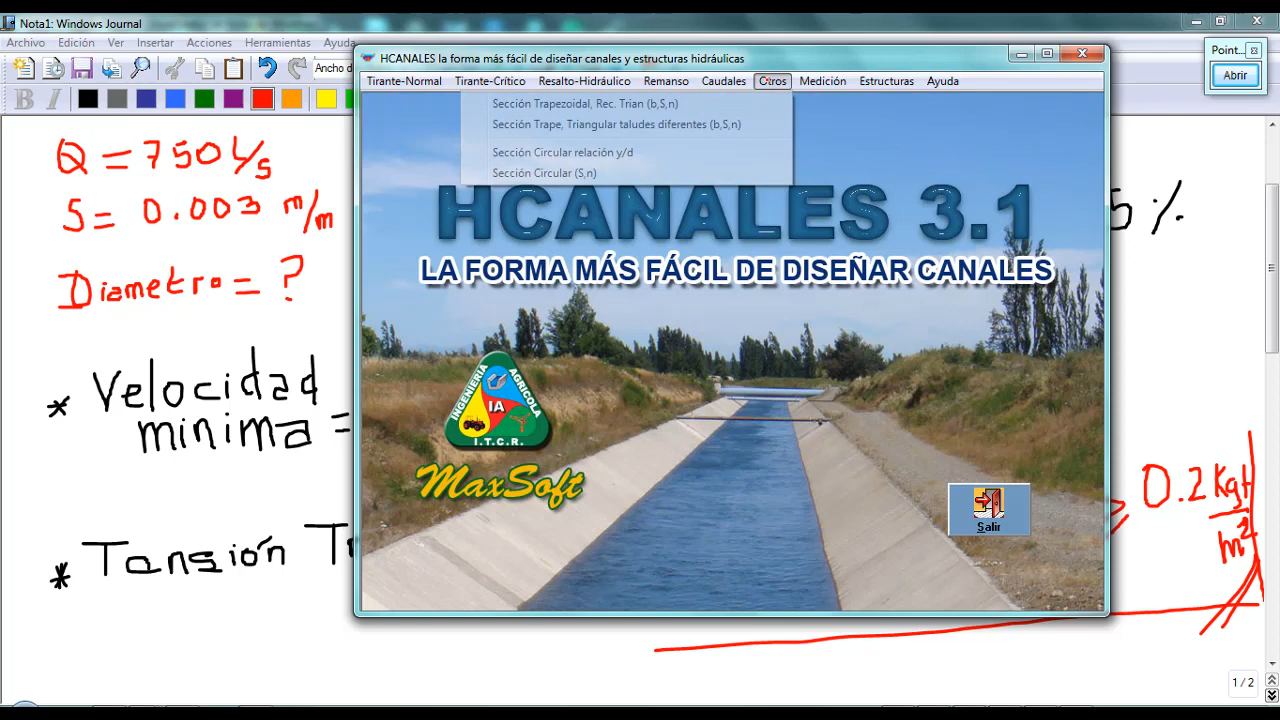 Nota1: Windows Journal
Archivo Edición Ver Insertar Acciones Herramientas Ayuda
Ancho d
Point...
Abrir
HCANALES la forma más fácil de diseñar canales y estructuras hidráulicas
Tirante-Normal Tirante-Crítico Resalto-Hidráulico Remanso Caudales Otros Medición Estructuras Ayuda
Sección Trapezoidal, Rec. Trian (b,S,n)
Sección Trape, Triangular taludes diferentes (b,S,n)
Sección Circular relación y/d
Sección Circular (S,n)
HCANALES 3.1
LA FORMA MÁS FÁCIL DE DISEÑAR CANALES
INGENIERIA AGRICOLA
IA
I.T.C.R.
MaxSoft
Salir
Q = 750 L/s
S = 0.003 m/m
Diametro = ?
* Velocidad
minima =
* Tansión Tr
5 %
0.2 Kgf
m²
1 / 2